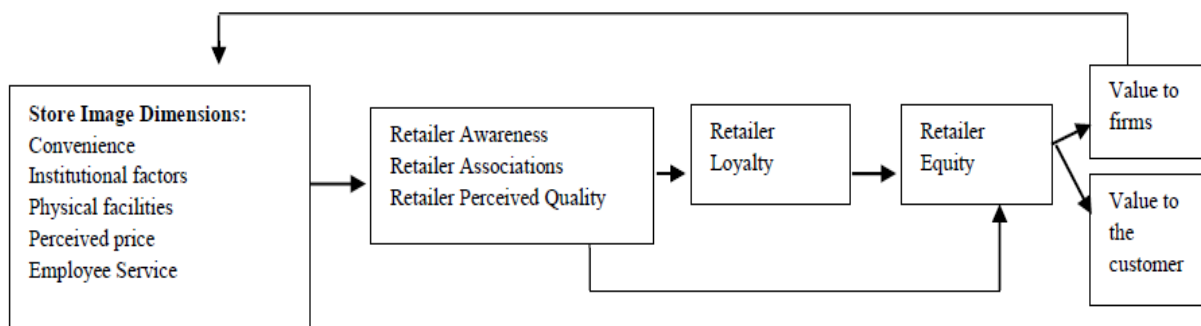 Store Image Dimensions:
Convenience
Institutional factors
Physical facilities
Perceived price
Employee Service
Retailer Awareness
Retailer Associations
Retailer Perceived Quality
Retailer
Loyalty
Retailer
Equity
Value to
firms
Value to
the
customer